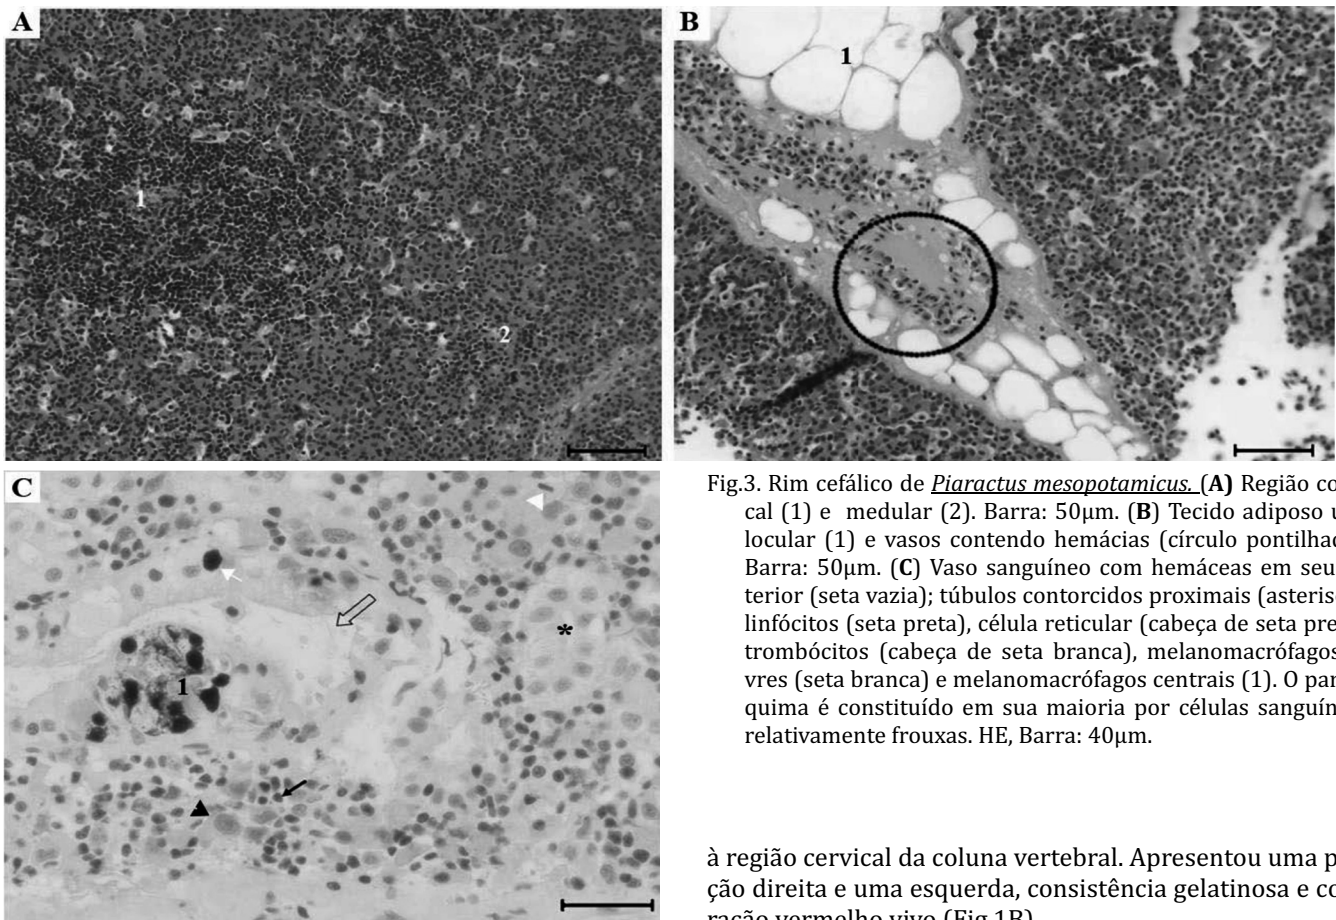 A
1
2
B
1
C
1
*
Fig.3. Rim cefálico de Piaractus mesopotamicus. (A) Região co
cal (1) e medular (2). Barra: 50μm. (B) Tecido adiposo u
locular (1) e vasos contendo hemácias (círculo pontilhad
Barra: 50μm. (C) Vaso sanguíneo com hemáceas em seu
terior (seta vazia); túbulos contorcidos proximais (asteris
linfócitos (seta preta), célula reticular (cabeça de seta pre
trombócitos (cabeça de seta branca), melanomacrófagos
vres (seta branca) e melanomacrófagos centrais (1). O par
quima é constituído em sua maioria por células sanguín
relativamente frouxas. HE, Barra: 40μm.
à região cervical da coluna vertebral. Apresentou uma p
ção direita e uma esquerda, consistência gelatinosa e co
ração vermelho vivo (Fig.1B)